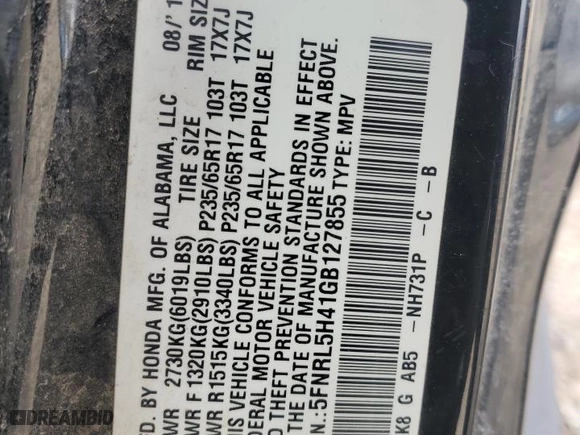 BY HONDA MFG. OF ALABAMA, LLC 08/'1
WR 2730KG(6019LBS) TIRE SIZE RIM SIZ
WR F 1320KG(2910LBS) P235/65R17 103T 17X7J
WR R 1515KG(3340LBS) P235/65R17 103T 17X7J
IS VEHICLE CONFORMS TO ALL APPLICABLE
DERAL MOTOR VEHICLE SAFETY
D THEFT PREVENTION STANDARDS IN EFFECT
THE DATE OF MANUFACTURE SHOWN ABOVE.
N.:5FNRL5H41GB127855 TYPE: MPV
K8 G AB5 -NH731P -C -B
DREAMBID